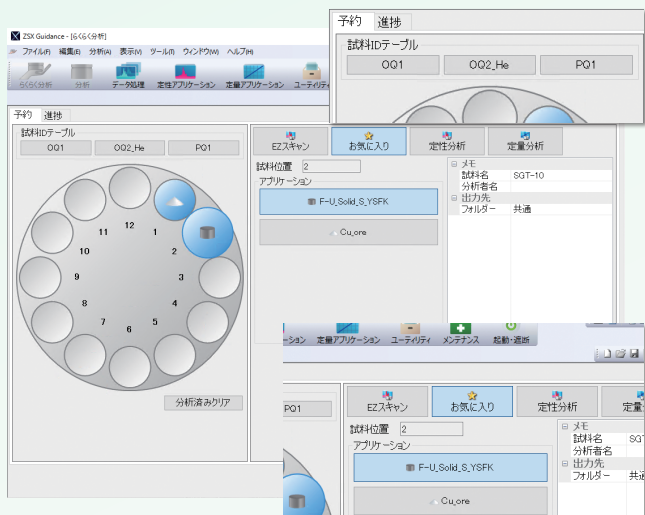 ZSX Guidance - [らくらく分析]
ファイル(F) 編集(E) 分析(A) 表示(V) ツール(T) ウィンドウ(W) ヘルプ(H)
らくらく分析 分析 データ処理 定性アプリケーション 定量アプリケーション ユーティリティ
予約 進捗
試料IDテーブル
OQ1 OQ2_He PQ1
12
1
2
3
4
5
6
7
8
9
10
11
分析済みクリア
EZスキャン お気に入り 定性分析 定量分析
試料位置 2
アプリケーション
F-U_Solid_S_YSFK
Cu_ore
メモ
試料名 SGT-10
分析者名
出力先
フォルダー 共通
予約 進捗
試料IDテーブル
OQ1 OQ2_He PQ1
定量アプリケーション ユーティリティ メンテナンス 起動・遮断
PQ1
EZスキャン お気に入り 定性分析 定量
試料位置 2
アプリケーション
F-U_Solid_S_YSFK
Cu_ore
メモ
試料名
分析者名
出力先
フォルダー